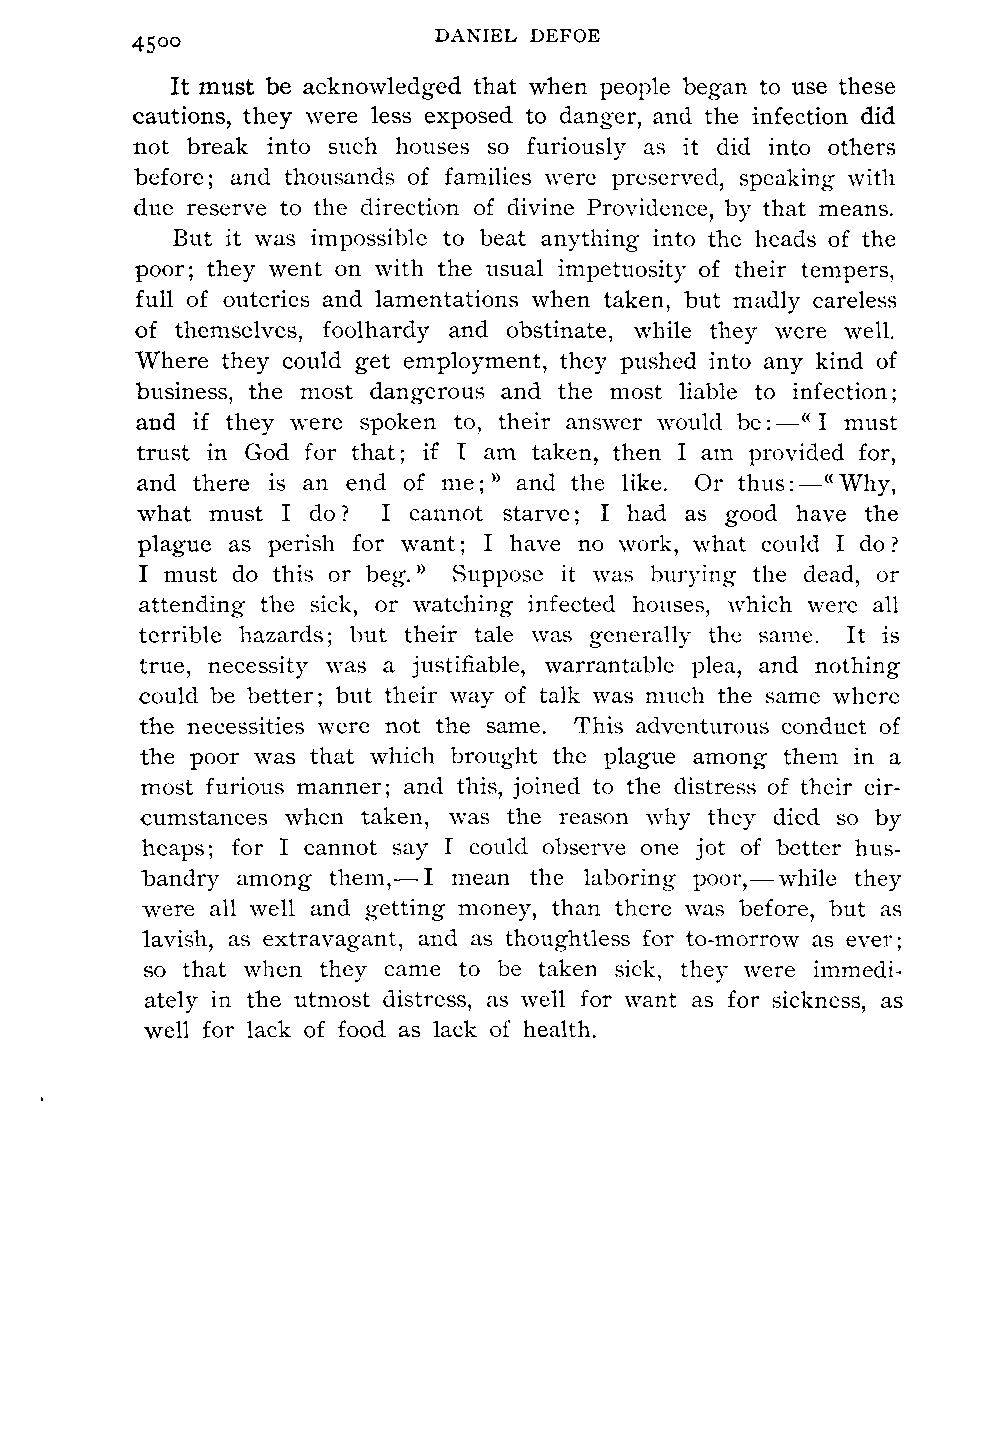 4500 DANIEL DEFOE
It must be acknowledged that when people began to use these
cautions, they were less exposed to danger, and the infection did
not break into such houses so furiously as it did into others
before; and thousands of families were preserved, speaking with
due reserve to the direction of divine Providence, by that means.
But it was impossible to beat anything into the heads of the
poor; they went on with the usual impetuosity of their tempers,
full of outcries and lamentations when taken, but madly careless
of themselves, foolhardy and obstinate, while they were well.
Where they could get employment, they pushed into any kind of
business, the most dangerous and the most liable to infection;
and if they were spoken to, their answer would be:—“I must
trust in God for that; if I am taken, then I am provided for,
and there is an end of me;” and the like. Or thus:—“Why,
what must I do? I cannot starve; I had as good have the
plague as perish for want; I have no work, what could I do?
I must do this or beg.” Suppose it was burying the dead, or
attending the sick, or watching infected houses, which were all
terrible hazards; but their tale was generally the same. It is
true, necessity was a justifiable, warrantable plea, and nothing
could be better; but their way of talk was much the same where
the necessities were not the same. This adventurous conduct of
the poor was that which brought the plague among them in a
most furious manner; and this, joined to the distress of their cir-
cumstances when taken, was the reason why they died so by
heaps; for I cannot say I could observe one jot of better hus-
bandry among them,—I mean the laboring poor,—while they
were all well and getting money, than there was before, but as
lavish, as extravagant, and as thoughtless for to-morrow as ever;
so that when they came to be taken sick, they were immedi-
ately in the utmost distress, as well for want as for sickness, as
well for lack of food as lack of health.